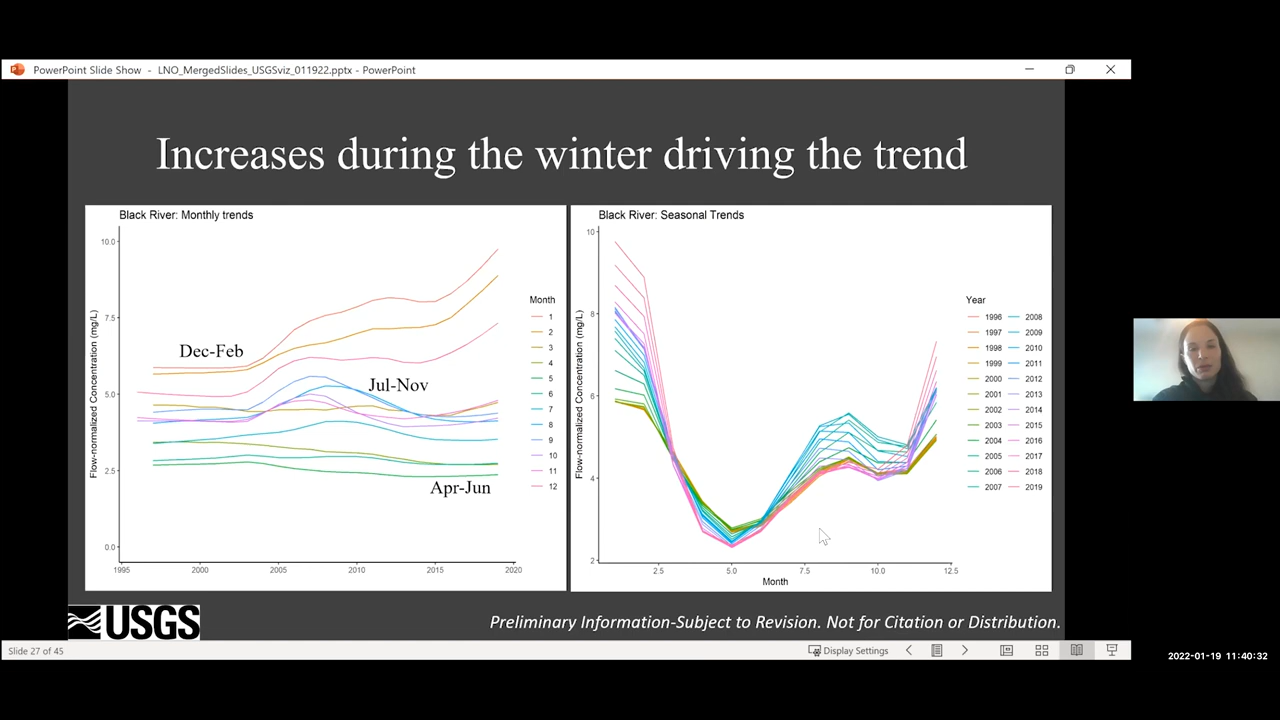 PowerPoint Slide Show - LNO_MergedSlides_USGSviz_011922.pptx - PowerPoint
Increases during the winter driving the trend
Black River: Monthly trends
Flow-normalized Concentration (mg/L)
10.0
7.5
5.0
2.5
0.0
1995 2000 2005 2010 2015 2020
Dec-Feb
Jul-Nov
Apr-Jun
Month
1
2
3
4
5
6
7
8
9
10
11
12
Black River: Seasonal Trends
Flow-normalized Concentration (mg/L)
10
8
6
4
2
2.5 5.0 7.5 10.0 12.5
Month
Year
1996 2008
1997 2009
1998 2010
1999 2011
2000 2012
2001 2013
2002 2014
2003 2015
2004 2016
2005 2017
2006 2018
2007 2019
USGS
Preliminary Information-Subject to Revision. Not for Citation or Distribution.
Slide 27 of 45
Display Settings
2022-01-19 11:40:32